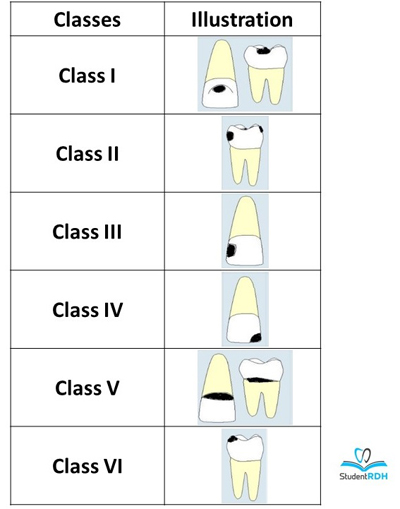 Classes Illustration
Class I
Class II
Class III
Class IV
Class V
Class VI
StudentRDH